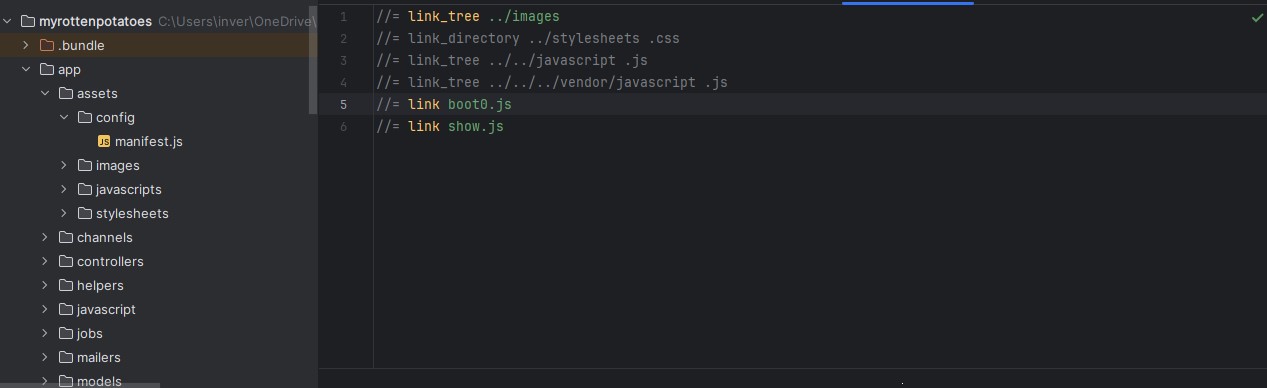 myrottenpotatoes C:\Users\inver\OneDrive\
.bundle
app
assets
config
JS manifest.js
images
javascripts
stylesheets
channels
controllers
helpers
javascript
jobs
mailers
models
1 //= link_tree ../images
2 //= link_directory ../stylesheets .css
3 //= link_tree ../../javascript .js
4 //= link_tree ../../../vendor/javascript .js
5 //= link boot0.js
6 //= link show.js